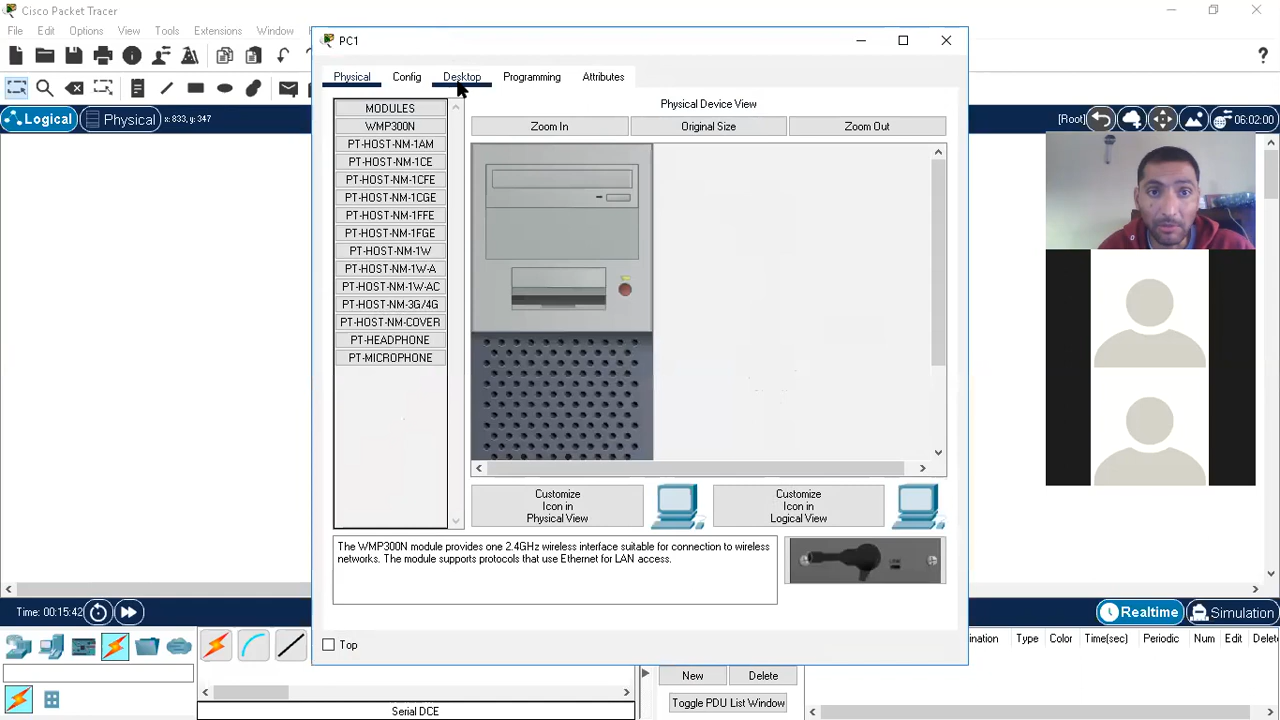 Cisco Packet Tracer
File Edit Options View Tools Extensions Window
PC1
Physical Config Desktop Programming Attributes
Logical Physical x: 833, y: 347
[Root] 06:02:00
MODULES
WMP300N
PT-HOST-NM-1AM
PT-HOST-NM-1CE
PT-HOST-NM-1CFE
PT-HOST-NM-1CGE
PT-HOST-NM-1FFE
PT-HOST-NM-1FGE
PT-HOST-NM-1W
PT-HOST-NM-1W-A
PT-HOST-NM-1W-AC
PT-HOST-NM-3G/4G
PT-HOST-NM-COVER
PT-HEADPHONE
PT-MICROPHONE
Physical Device View
Zoom In Original Size Zoom Out
Customize
Icon in
Physical View
Customize
Icon in
Logical View
The WMP300N module provides one 2.4GHz wireless interface suitable for connection to wireless
networks. The module supports protocols that use Ethernet for LAN access.
Top
Time: 00:15:42
Realtime Simulation
ination Type Color Time(sec) Periodic Num Edit Delet
New Delete
Toggle PDU List Window
Serial DCE